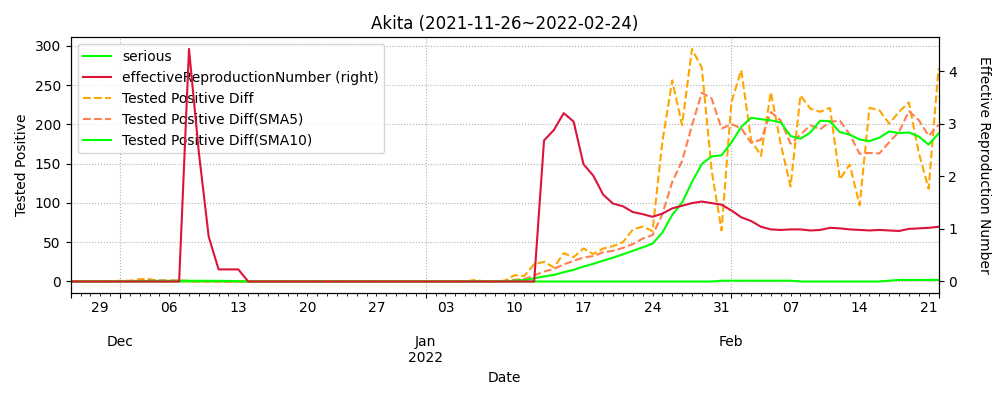 Akita (2021-11-26~2022-02-24)
serious
effectiveReproductionNumber (right)
Tested Positive Diff
Tested Positive Diff(SMA5)
Tested Positive Diff(SMA10)
Tested Positive
300
250
200
150
100
50
0
4
3
2
1
0
Effective Reproduction Number
29 06 13 20 27 03 10 17 24 31 07 14 21
Dec Jan Feb
2022
Date